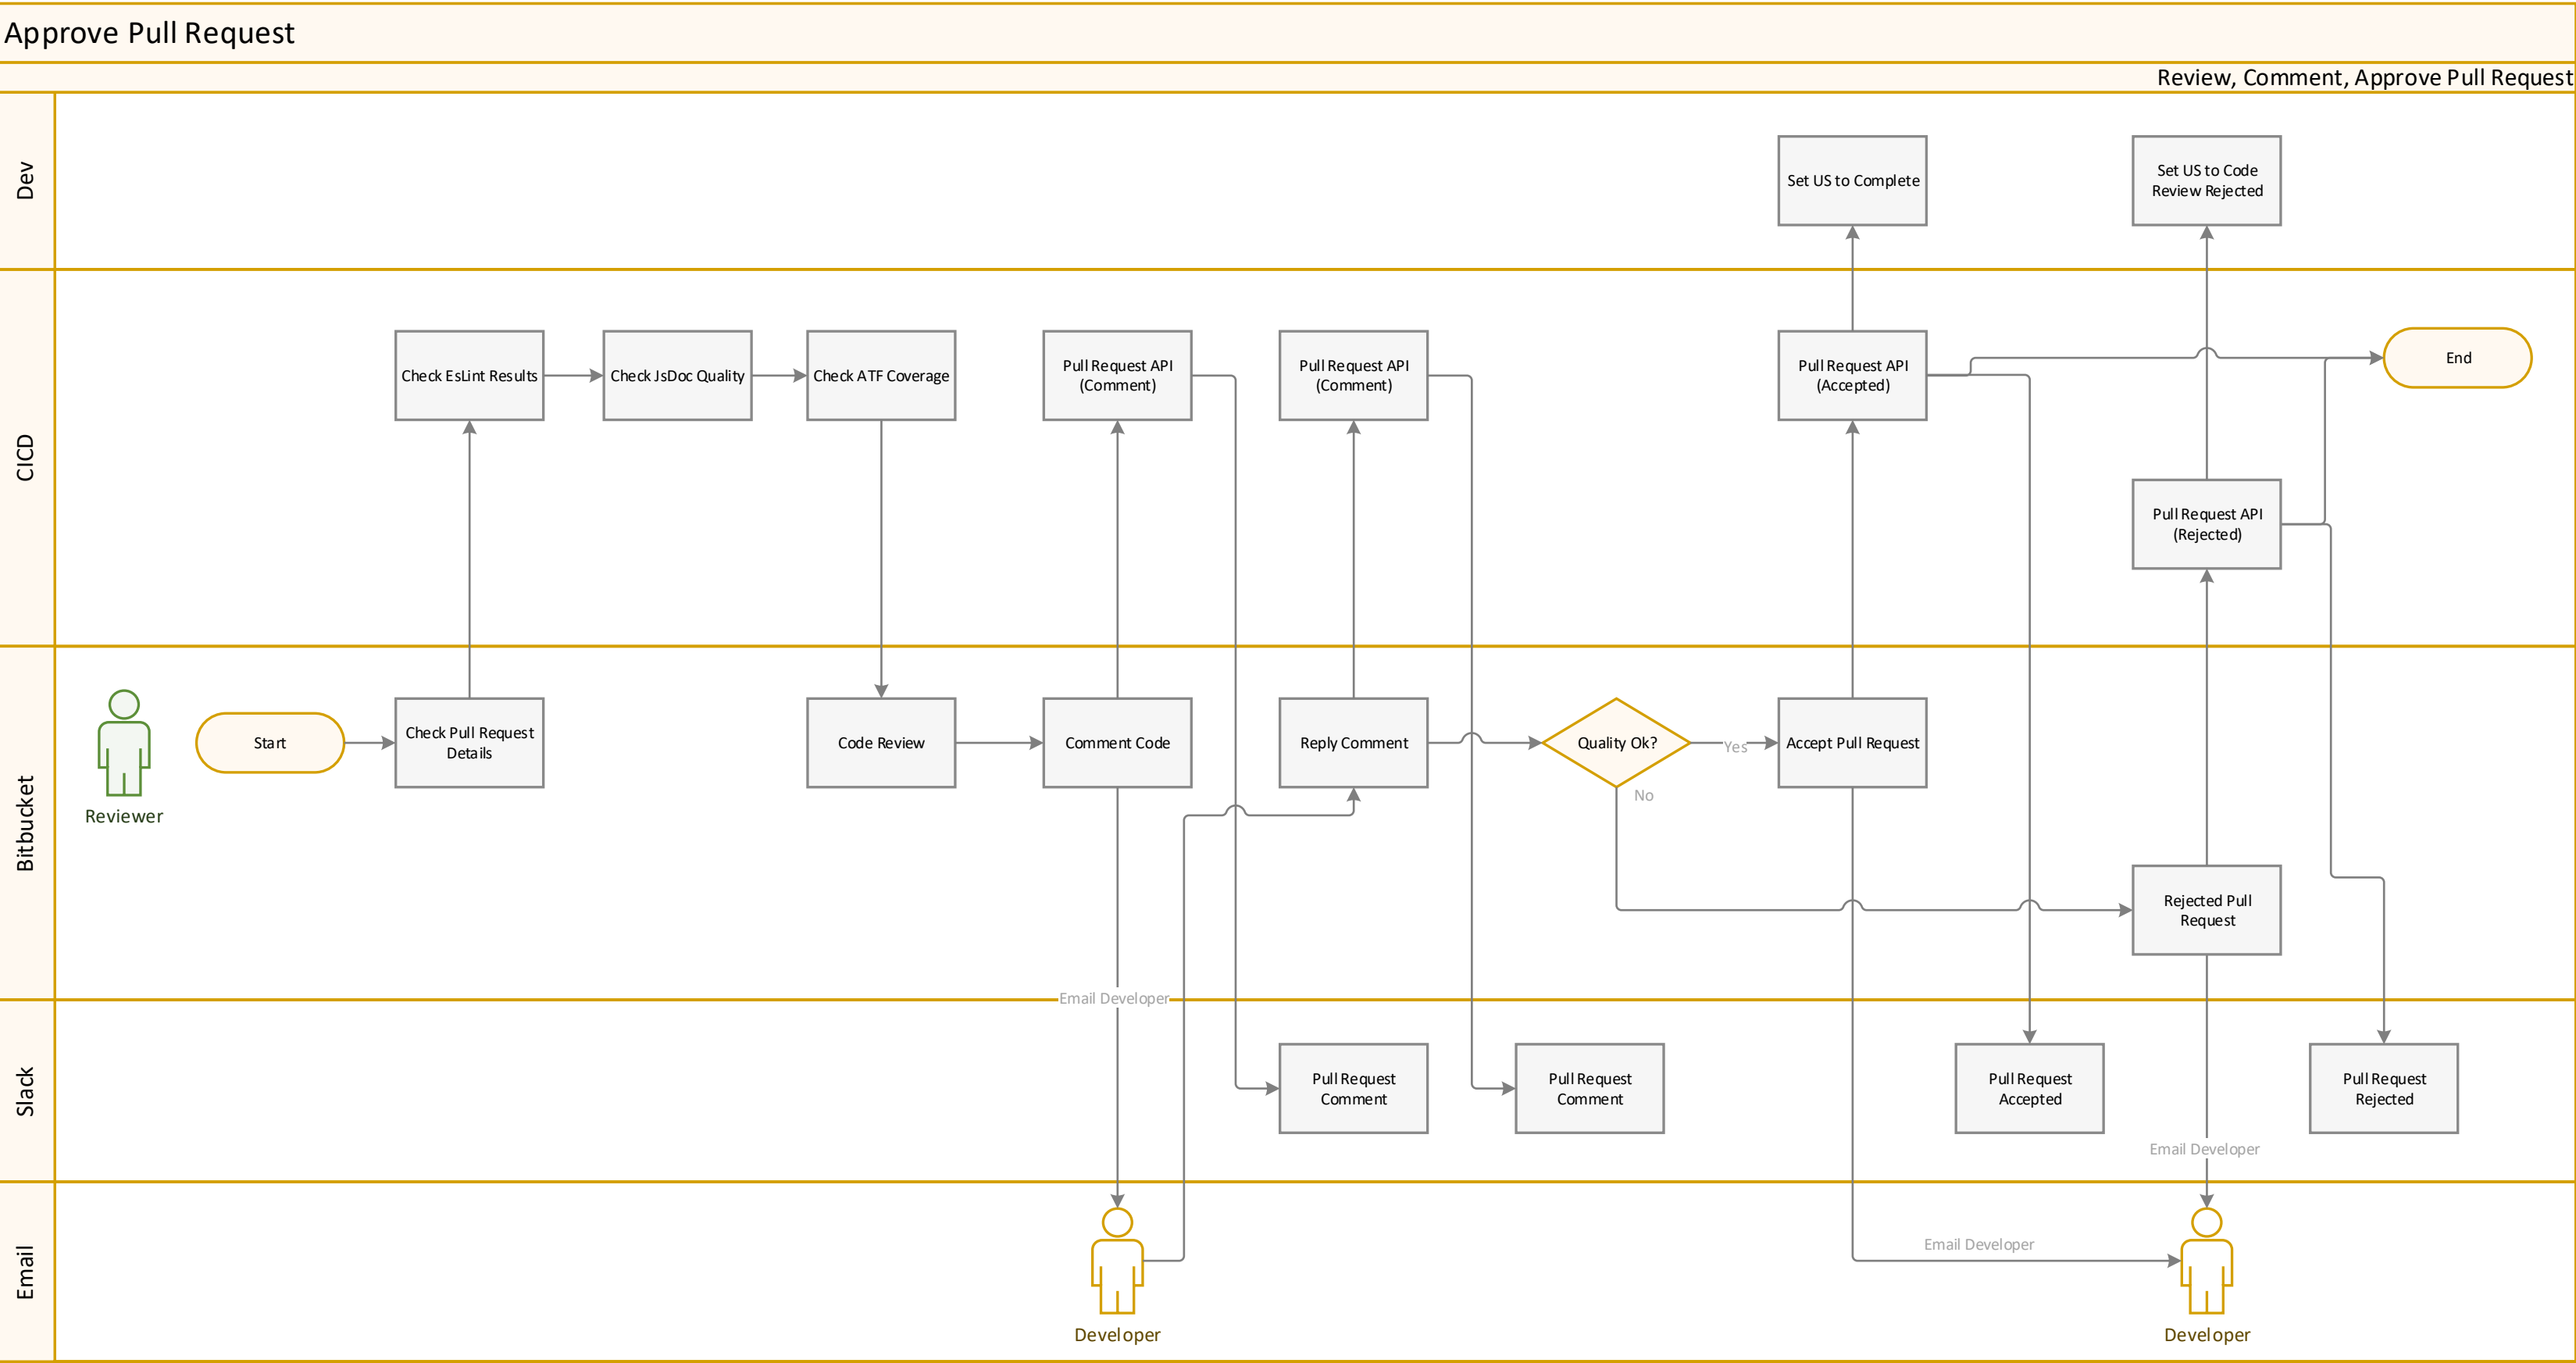 Approve Pull Request
Review, Comment, Approve Pull Request
Dev
Set US to Complete
Set US to Code
Review Rejected
CICD
Check EsLint Results
Check JsDoc Quality
Check ATF Coverage
Pull Request API
(Comment)
Pull Request API
(Comment)
Pull Request API
(Accepted)
End
Pull Request API
(Rejected)
Bitbucket
Reviewer
Start
Check Pull Request
Details
Code Review
Comment Code
Reply Comment
Quality Ok?
Yes
No
Accept Pull Request
Rejected Pull
Request
Email Developer
Slack
Pull Request
Comment
Pull Request
Comment
Pull Request
Accepted
Pull Request
Rejected
Email Developer
Email
Email Developer
Developer
Developer